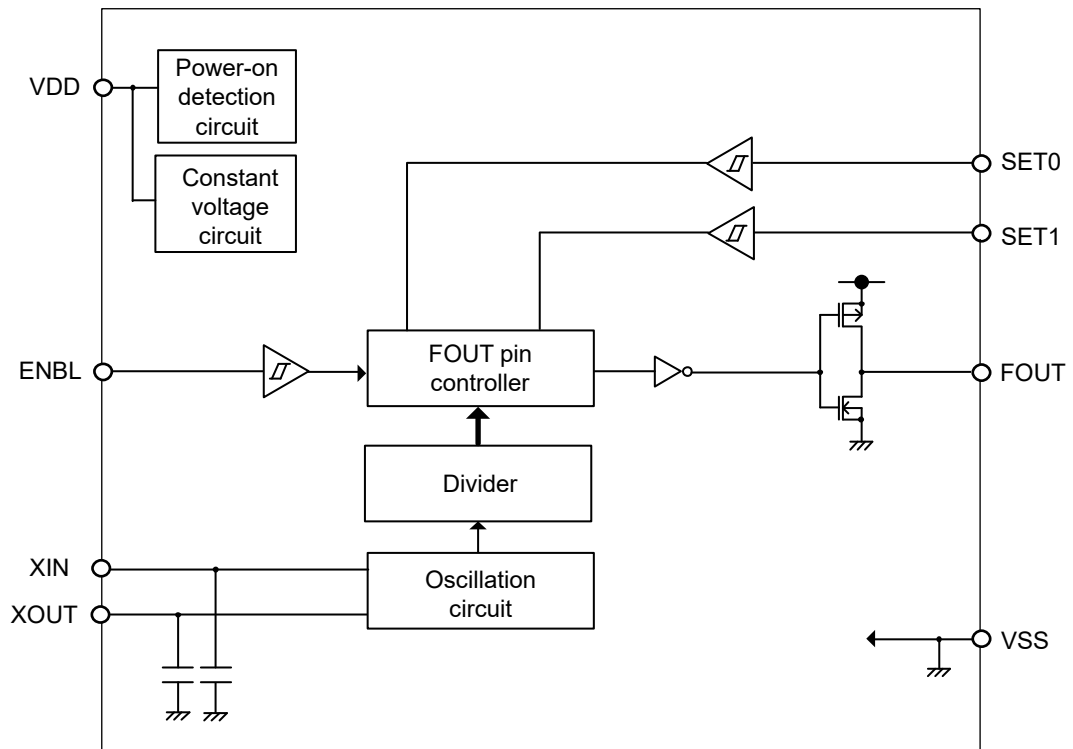 VDD
Power-on
detection
circuit
Constant
voltage
circuit
SET0
SET1
ENBL
FOUT pin
controller
FOUT
Divider
XIN
XOUT
Oscillation
circuit
VSS